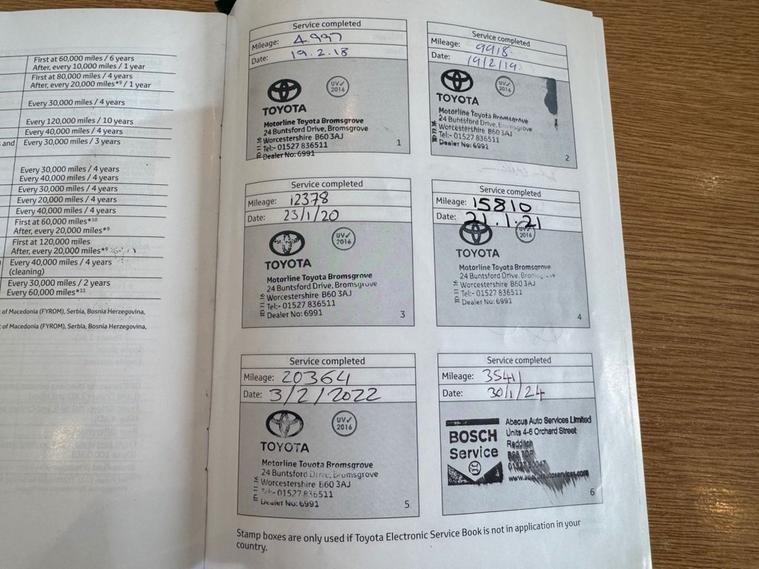 First at 60,000 miles / 6 years
After, every 10,000 miles / 1 year
First at 80,000 miles / 4 years
After, every 20,000 miles*⁹ / 1 year
Every 30,000 miles / 4 years
Every 120,000 miles / 10 years
Every 40,000 miles / 4 years
and Every 30,000 miles / 3 years
Every 30,000 miles / 4 years
Every 40,000 miles / 4 years
Every 30,000 miles / 4 years
Every 20,000 miles / 4 years
Every 40,000 miles / 4 years
First at 60,000 miles*¹⁰
After, every 20,000 miles*⁹
First at 120,000 miles
After, every 20,000 miles*⁹
Every 40,000 miles / 4 years
(cleaning)
Every 30,000 miles / 2 years
Every 60,000 miles*¹¹
of Macedonia (FYROM), Serbia, Bosnia Herzegovina,
of Macedonia (FYROM), Serbia, Bosnia Herzegovina,
Service completed
Mileage: 4997
Date: 19.2.18
UV✓
2016
TOYOTA
Motorline Toyota Bromsgrove
24 Buntsford Drive, Bromsgrove
Worcestershire B60 3AJ
Tel:- 01527 836511
Dealer No: 6991
1
Service completed
Mileage: 9918
Date: 19/2/19
UV✓
2016
TOYOTA
Motorline Toyota Bromsgrove
24 Buntsford Drive, Bromsgrove
Worcestershire B60 3AJ
Tel:- 01527 836511
Dealer No: 6991
2
Service completed
Mileage: 12378
Date: 23/1/20
UV✓
2016
TOYOTA
Motorline Toyota Bromsgrove
24 Buntsford Drive, Bromsgrove
Worcestershire B60 3AJ
Tel:- 01527 836511
Dealer No: 6991
3
Service completed
Mileage: 15810
Date: 21.1.21
UV✓
2016
TOYOTA
Motorline Toyota Bromsgrove
24 Buntsford Drive, Bromsgrove
Worcestershire B60 3AJ
Tel:- 01527 836511
Dealer No: 6991
4
Service completed
Mileage: 20364
Date: 3/2/2022
UV✓
2016
TOYOTA
Motorline Toyota Bromsgrove
24 Buntsford Drive, Bromsgrove
Worcestershire B60 3AJ
Tel:- 01527 836511
Dealer No: 6991
5
Service completed
Mileage: 35411
Date: 30/1/24
BOSCH
Service
Abacus Auto Services Limited
Units 4-6 Orchard Street
Redditch
6
Stamp boxes are only used if Toyota Electronic Service Book is not in application in your
country.